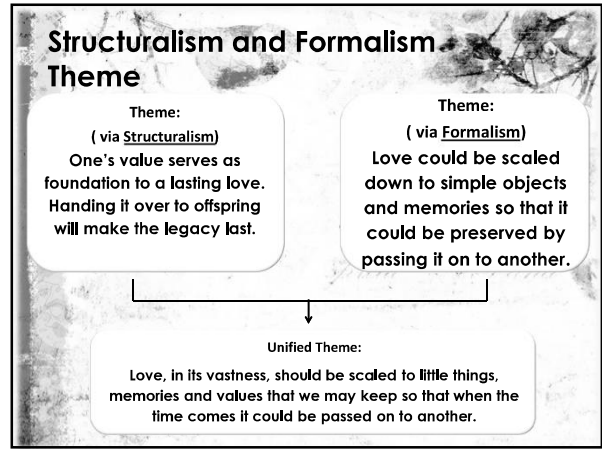 Structuralism and Formalism
Theme
Theme:
( via Structuralism)
One's value serves as
foundation to a lasting love.
Handing it over to offspring
will make the legacy last.
Theme:
( via Formalism)
Love could be scaled
down to simple objects
and memories so that it
could be preserved by
passing it on to another.
Unified Theme:
Love, in its vastness, should be scaled to little things,
memories and values that we may keep so that when the
time comes it could be passed on to another.